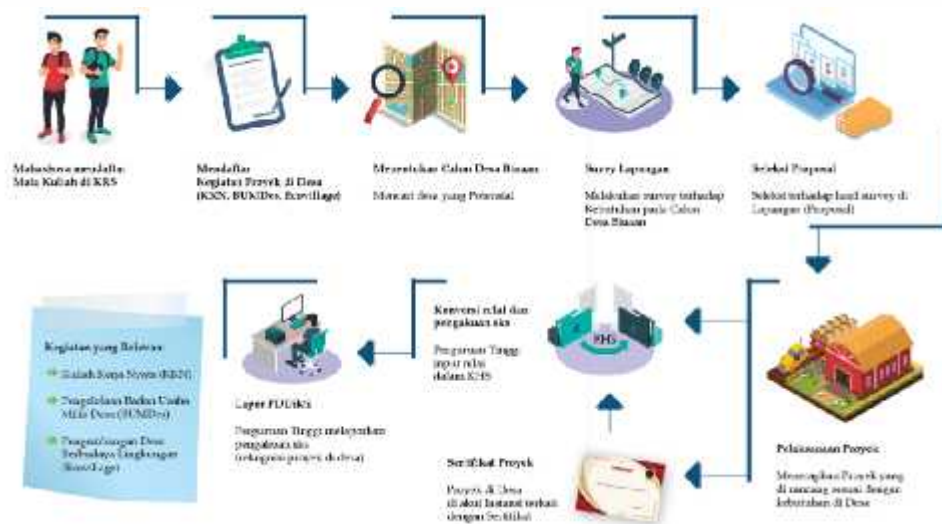 Mahasiswa mendaftar
Mata Kuliah di KRS
Mendaftar
Kegiatan Proyek di Desa
(KKN, BUMDes, Ecovillage)
Menentukan Calon Desa Binaan
Mencari desa yang Potensial
Survy Lapangan
Melakukan survey terhadap
Kebutuhan pada Calon
Desa Binaan
Seleksi Proposal
Seleksi terhadap hasil survey di
Lapangan (Proposal)
Kegiatan yang Relevan
Kuliah Kerja Nyata (KKN)
Pengelolaan Badan Usaha
Milik Desa (BUMDes)
Pengembangan Desa
Berbudaya Lingkungan
(Ecovillage)
Lapor PDDikti
Perguruan Tinggi melaporkan
pengakuan sks
(rekognisi proyek di desa)
Konversi nilai dan
pengakuan sks
Perguruan Tinggi
input nilai
dalam KHS
KHS
Sertifikat Proyek
Proyek di Desa
di akui Instansi terkait
dengan Sertifikat
Pelaksanaan Proyek
Menerapkan Proyek yang
di rancang sesuai dengan
kebutuhan di Desa